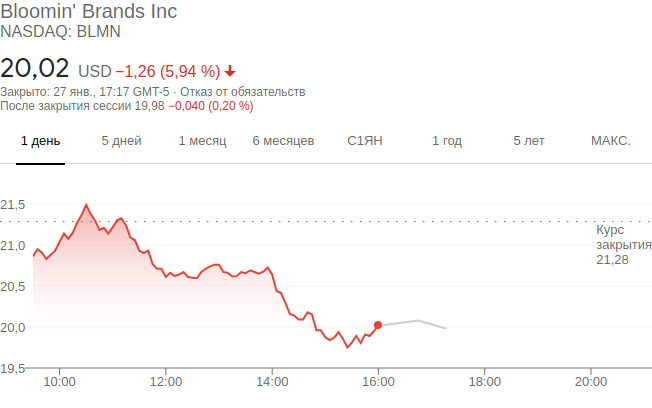 Bloomin' Brands Inc
NASDAQ: BLMN
20,02 USD −1,26 (5,94 %)
Закрыто: 27 янв., 17:17 GMT-5 · Отказ от обязательств
После закрытия сессии 19,98 −0,040 (0,20 %)
1 день 5 дней 1 месяц 6 месяцев С1ЯН 1 год 5 лет МАКС.
21,5
Курс
закрытия
21,28
21,0
20,5
20,0
19,5
10:00 12:00 14:00 16:00 18:00 20:00